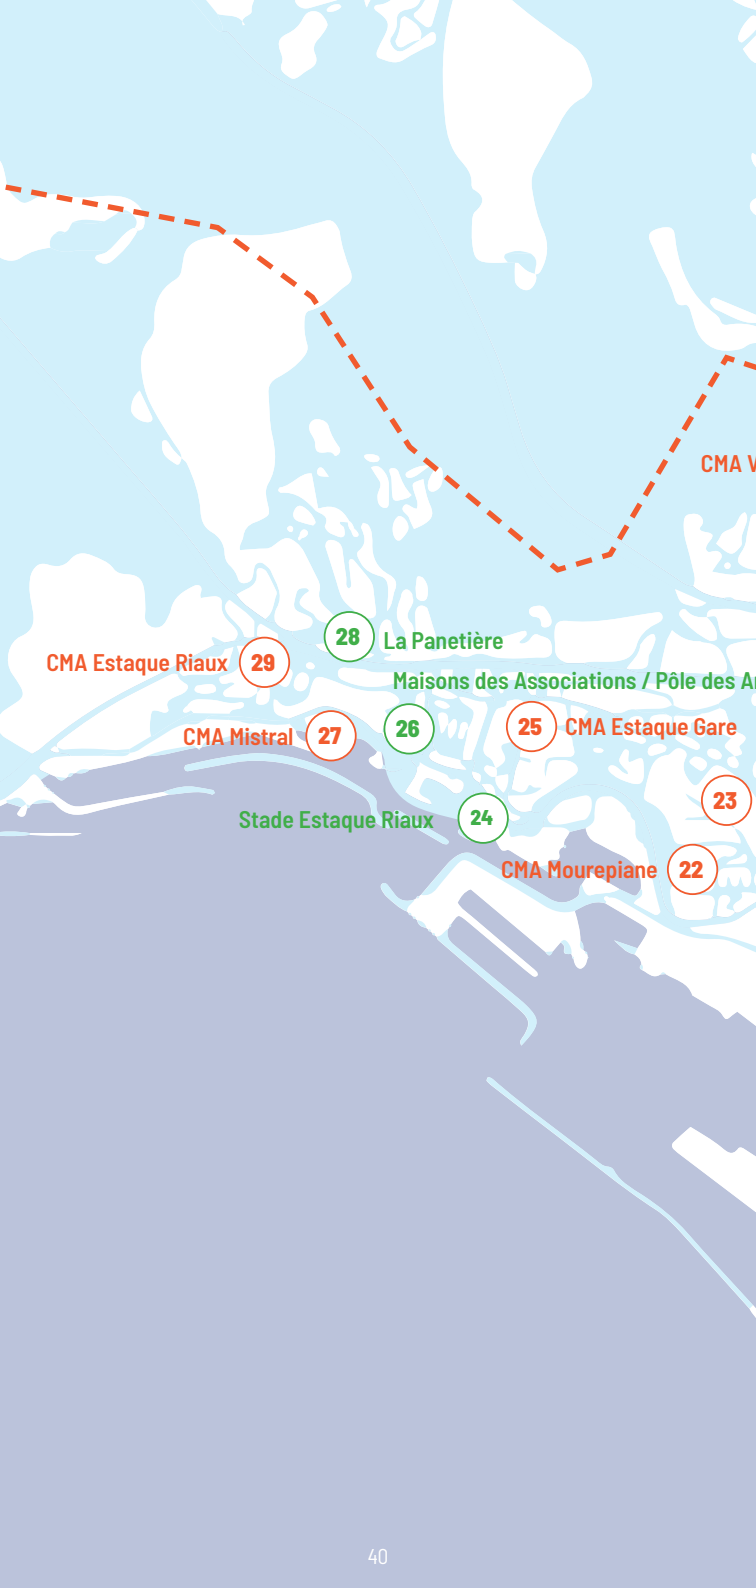 CMA V
28 La Panetière
CMA Estaque Riaux 29
Maisons des Associations / Pôle des A
CMA Mistral 27
26
25 CMA Estaque Gare
23
Stade Estaque Riaux 24
CMA Mourepiane 22
40